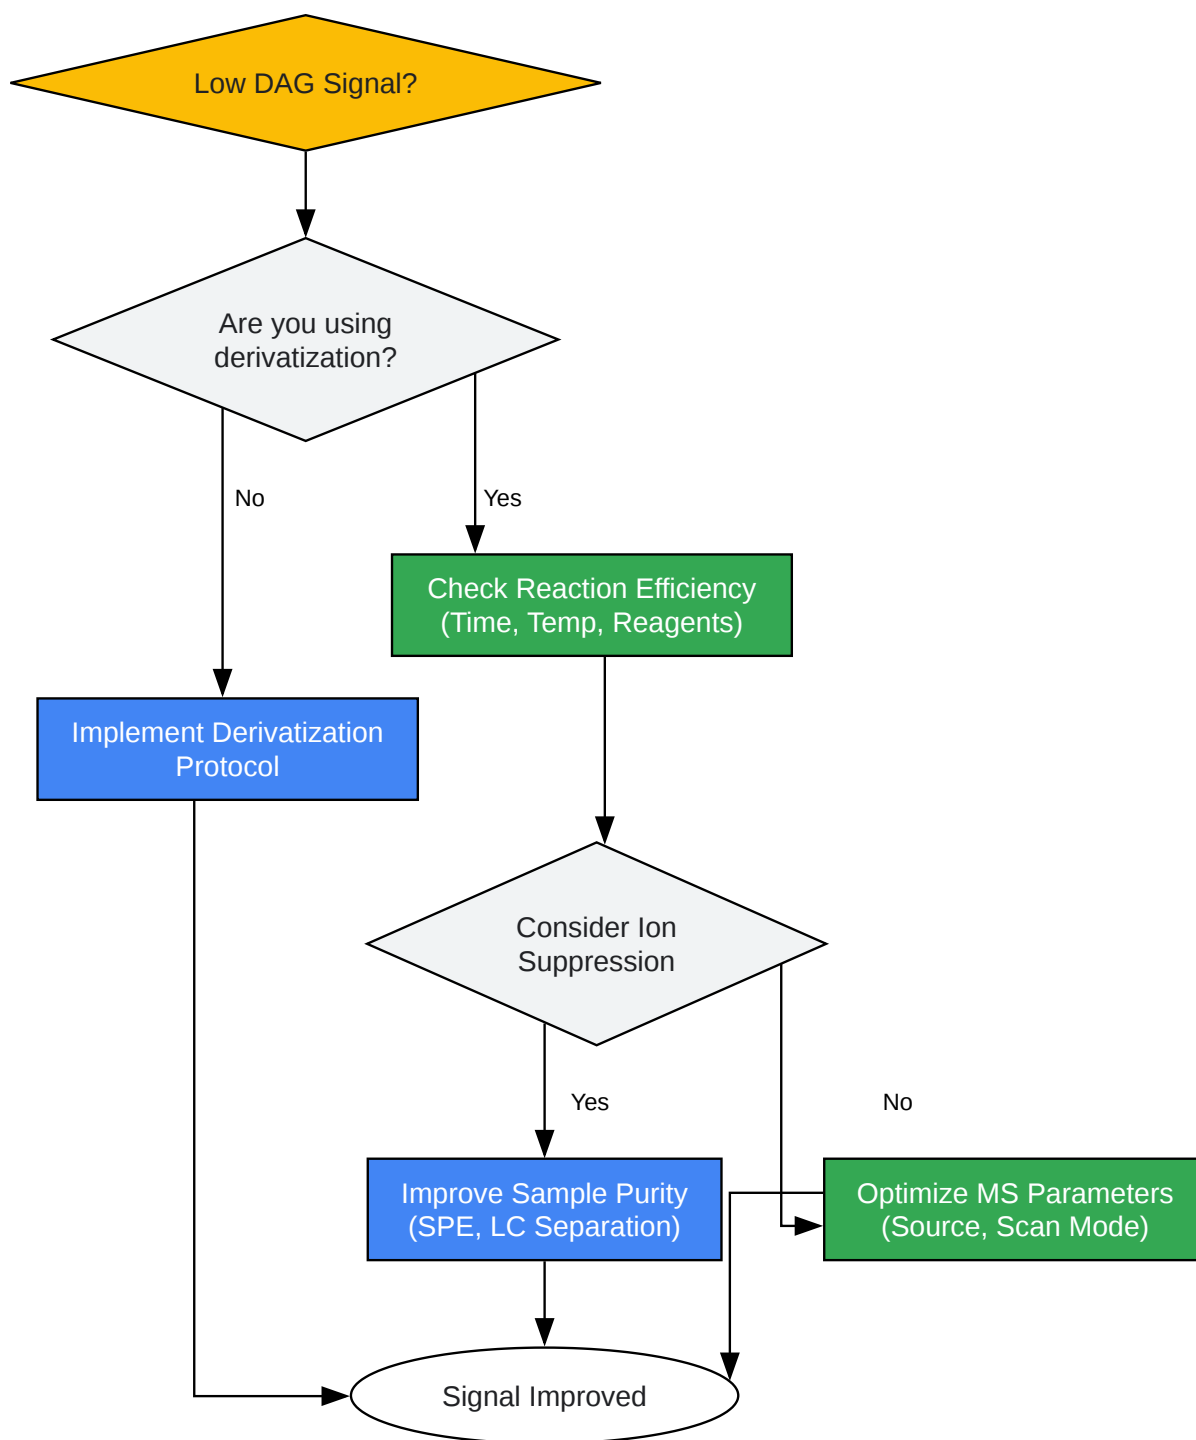 Low DAG Signal?
Are you using
derivatization?
No
Yes
Check Reaction Efficiency
(Time, Temp, Reagents)
Implement Derivatization
Protocol
Consider Ion
Suppression
Yes
No
Improve Sample Purity
(SPE, LC Separation)
Optimize MS Parameters
(Source, Scan Mode)
Signal Improved